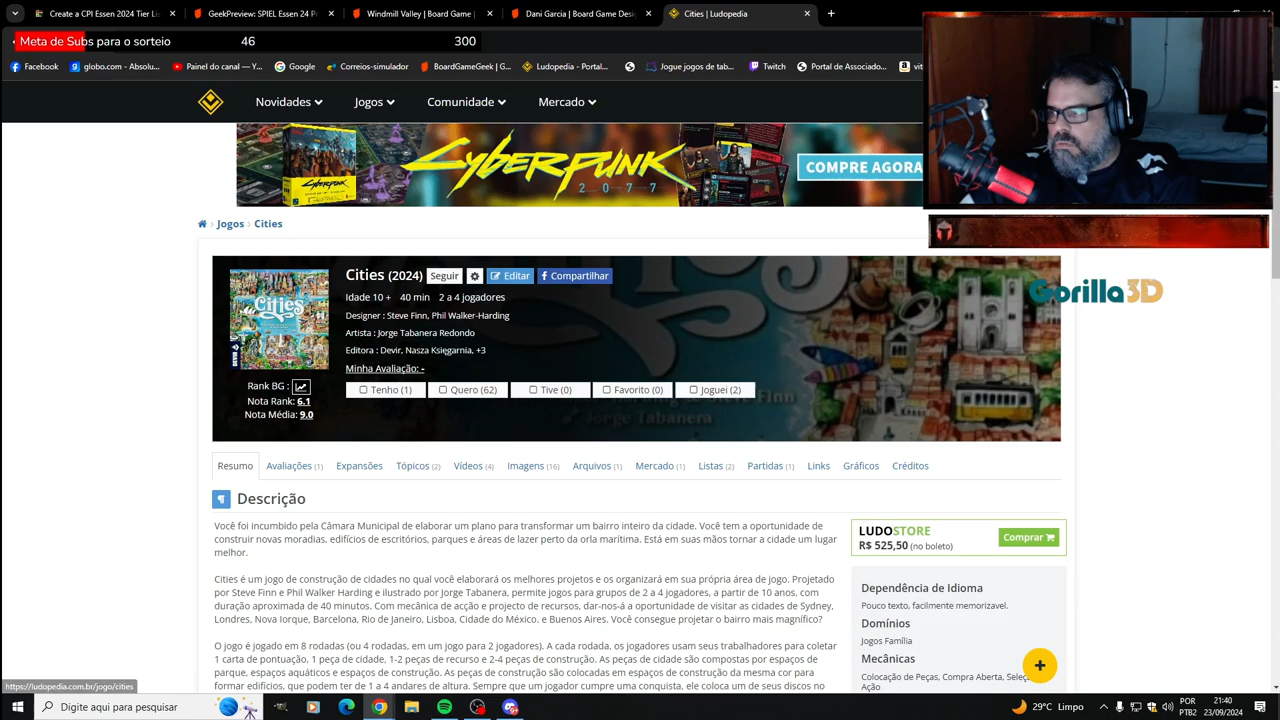 Create a SPIEL Essen 2024 Tier Lis
GeekPreview: SPIEL Essen 24 Pre
Windmill Valley | Board Game |
Dani Garcia | Board Game Desig
Cities | Ludopedia
Meta de Subs para o sorteio 46 300
Facebook
globo.com - Absolu...
Painel do canal — Y...
Google
Correios-simulador
BoardGameGeek | G...
Ludopedia - Portal...
Jogue tabuleiro on...
Twitch
Portal de Associado...
Novidades Jogos Comunidade Mercado
CYBERPUNK
2077
COMPRE AGORA
Jogos > Cities
Cities (2024) Seguir Editar Compartilhar
Idade 10 + 40 min 2 a 4 jogadores
Designer : Steve Finn, Phil Walker-Harding
Artista : Jorge Tabanera Redondo
Editora : Devir, Nasza Księgarnia, +3
Minha Avaliação: -
Tenho (1) Quero (62) Tive (0) Favorito (0) Joguei (2)
Cities
DEVIR
Rank BG :
Nota Rank: 6.1
Nota Média: 9.0
Steve Finn
Jorge Tabanera
Gorilla3D
Resumo Avaliações (1) Expansões Tópicos (2) Vídeos (4) Imagens (16) Arquivos (1) Mercado (1) Listas (2) Partidas (1) Links Gráficos Créditos
Descrição
Você foi incumbido pela Câmara Municipal de elaborar um plano para transformar um bairro inteiro da cidade. Você tem a oportunidade de
construir novas moradias, edifícios de escritórios, parques e áreas de lazer perto da orla marítima. Está em suas mãos tornar a cidade um lugar
melhor.
Cities é um jogo de construção de cidades no qual você elaborará os melhores projetos e os organizará em sua própria área de jogo. Projetado
por Steve Finn e Phil Walker Harding e ilustrado por Jorge Tabanera, permite jogos para grupos de 2 a 4 jogadores, a partir de 10 anos, com
duração aproximada de 40 minutos. Com mecânica de acção e projecto de recursos, dar-nos-á a oportunidade de visitar as cidades de Sydney,
Londres, Nova Iorque, Barcelona, Rio de Janeiro, Lisboa, Cidade do México. e Buenos Aires. Você consegue projetar o bairro mais magnífico?
O jogo é jogado em 8 rodadas (ou 4 rodadas, em um jogo para 2 jogadores). A cada rodada, os jogadores usam seus trabalhadores para coletar
1 carta de pontuação, 1 peça de cidade, 1-2 peças de recurso e 2-4 peças de construção. As peças de cidade são compostas por espaços de
parque, espaços aquáticos e espaços de construção. As peças de construção são colocadas em espaços de construção da mesma cor para
formar edifícios, que podem ter de 1 a 4 andares de altura. Sempre que um jogador cumpre uma conquista, ele coloca um de seus discos no
LUDOSTORE
R$ 525,50 (no boleto)
Comprar
Dependência de Idioma
Pouco texto, facilmente memorizavel.
Domínios
Jogos Família
Mecânicas
Colocação de Peças, Compra Aberta, Seleç
Ação
+
https://ludopedia.com.br/jogo/cities
Digite aqui para pesquisar
29°C Limpo
POR
PTB2
21:40
23/09/2024